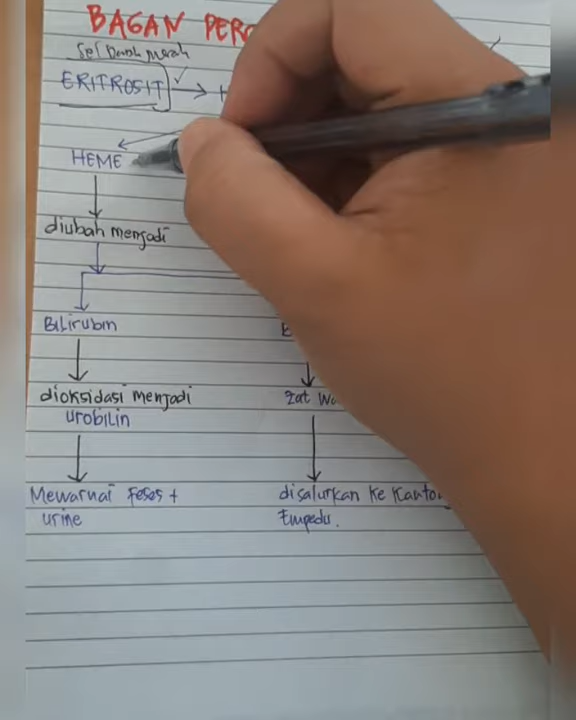 BAGAN PER
Sel Darah merah
ERITROSIT
HEME
diubah menjadi
Bilirubin
dioksidasi menjadi
urobilin
Mewarnai Feses +
urine
zat
disalurkan ke Kanto
Empedu.